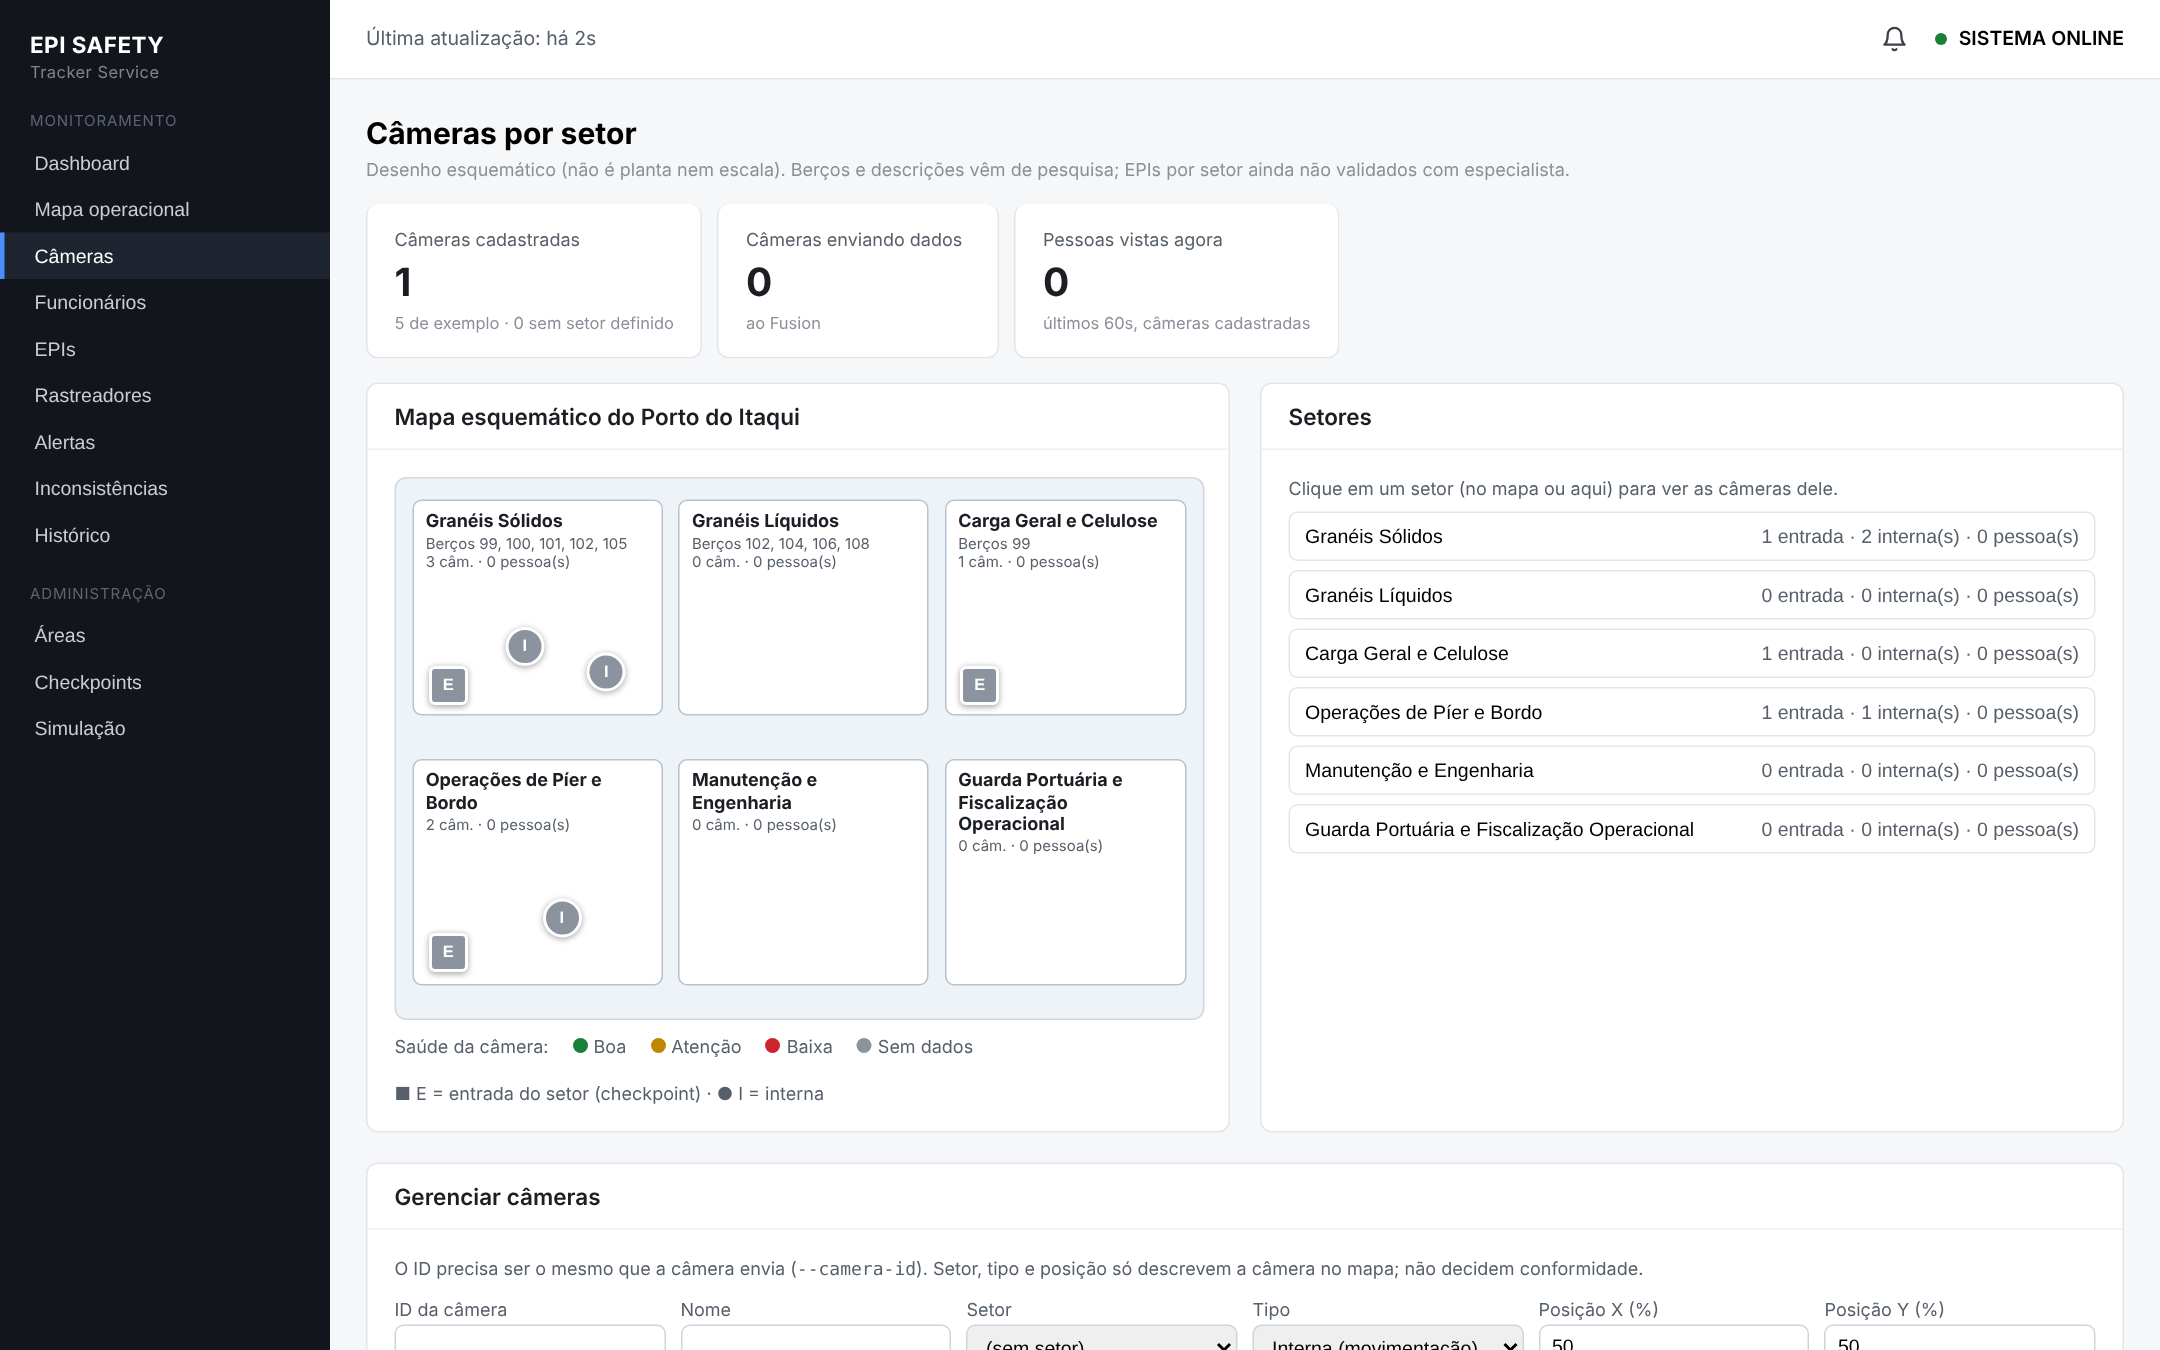 EPI SAFETY
Tracker Service
MONITORAMENTO
Dashboard
Mapa operacional
Câmeras
Funcionários
EPIs
Rastreadores
Alertas
Inconsistências
Histórico
ADMINISTRAÇÃO
Áreas
Checkpoints
Simulação
Última atualização: há 2s
SISTEMA ONLINE
Câmeras por setor
Desenho esquemático (não é planta nem escala). Berços e descrições vêm de pesquisa; EPIs por setor ainda não validados com especialista.
Câmeras cadastradas
1
5 de exemplo · 0 sem setor definido
Câmeras enviando dados
0
ao Fusion
Pessoas vistas agora
0
últimos 60s, câmeras cadastradas
Mapa esquemático do Porto do Itaqui
Granéis Sólidos
Berços 99, 100, 101, 102, 105
3 câm. · 0 pessoa(s)
I
I
E
Granéis Líquidos
Berços 102, 104, 106, 108
0 câm. · 0 pessoa(s)
Carga Geral e Celulose
Berços 99
1 câm. · 0 pessoa(s)
E
Operações de Píer e
Bordo
2 câm. · 0 pessoa(s)
I
E
Manutenção e
Engenharia
0 câm. · 0 pessoa(s)
Guarda Portuária e
Fiscalização
Operacional
0 câm. · 0 pessoa(s)
Saúde da câmera: Boa Atenção Baixa Sem dados
■ E = entrada do setor (checkpoint) · ● I = interna
Setores
Clique em um setor (no mapa ou aqui) para ver as câmeras dele.
Granéis Sólidos 1 entrada · 2 interna(s) · 0 pessoa(s)
Granéis Líquidos 0 entrada · 0 interna(s) · 0 pessoa(s)
Carga Geral e Celulose 1 entrada · 0 interna(s) · 0 pessoa(s)
Operações de Píer e Bordo 1 entrada · 1 interna(s) · 0 pessoa(s)
Manutenção e Engenharia 0 entrada · 0 interna(s) · 0 pessoa(s)
Guarda Portuária e Fiscalização Operacional 0 entrada · 0 interna(s) · 0 pessoa(s)
Gerenciar câmeras
O ID precisa ser o mesmo que a câmera envia (--camera-id). Setor, tipo e posição só descrevem a câmera no mapa; não decidem conformidade.
ID da câmera Nome Setor Tipo Posição X (%) Posição Y (%)
(sem setor) Interna (movimentação) 50 50